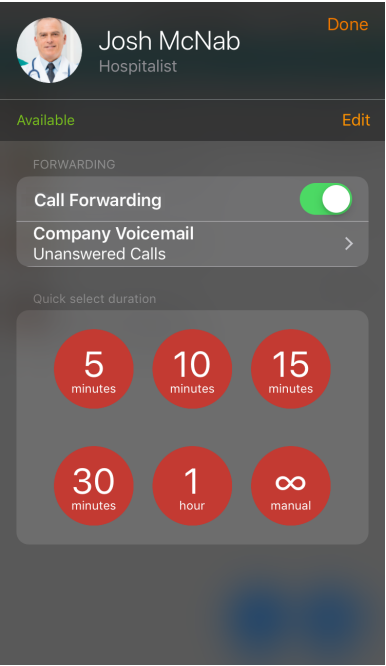 Done
Josh McNab
Hospitalist
Available
Edit
FORWARDING
Call Forwarding
Company Voicemail
Unanswered Calls
Quick select duration
5
minutes
10
minutes
15
minutes
30
minutes
1
hour
∞
manual